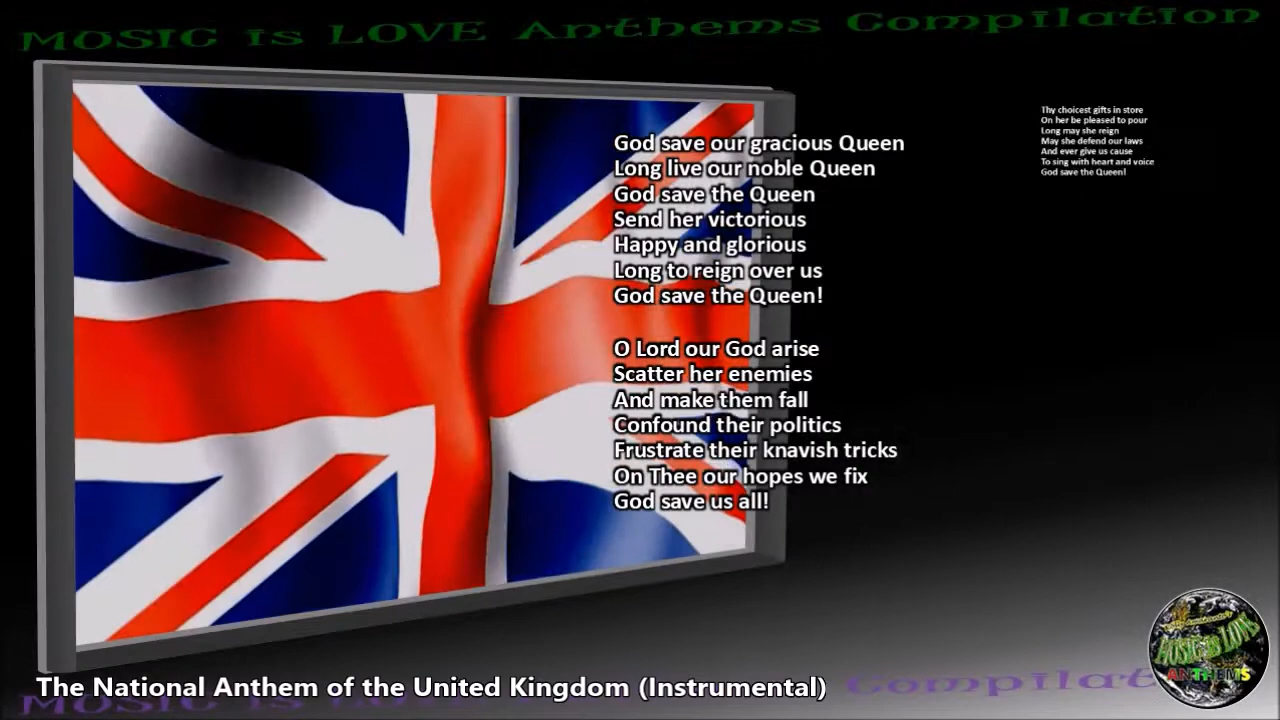 MUSIC is LOVE Anthems Compilation
God save our gracious Queen
Long live our noble Queen
God save the Queen
Send her victorious
Happy and glorious
Long to reign over us
God save the Queen!
O Lord our God arise
Scatter her enemies
And make them fall
Confound their politics
Frustrate their knavish tricks
On Thee our hopes we fix
God save us all!
Thy choicest gifts in store
On her be pleased to pour
Long may she reign
May she defend our laws
And ever give us cause
To sing with heart and voice
God save the Queen!
MUSIC IS LOVE
ANTHEMS
The National Anthem of the United Kingdom (Instrumental)